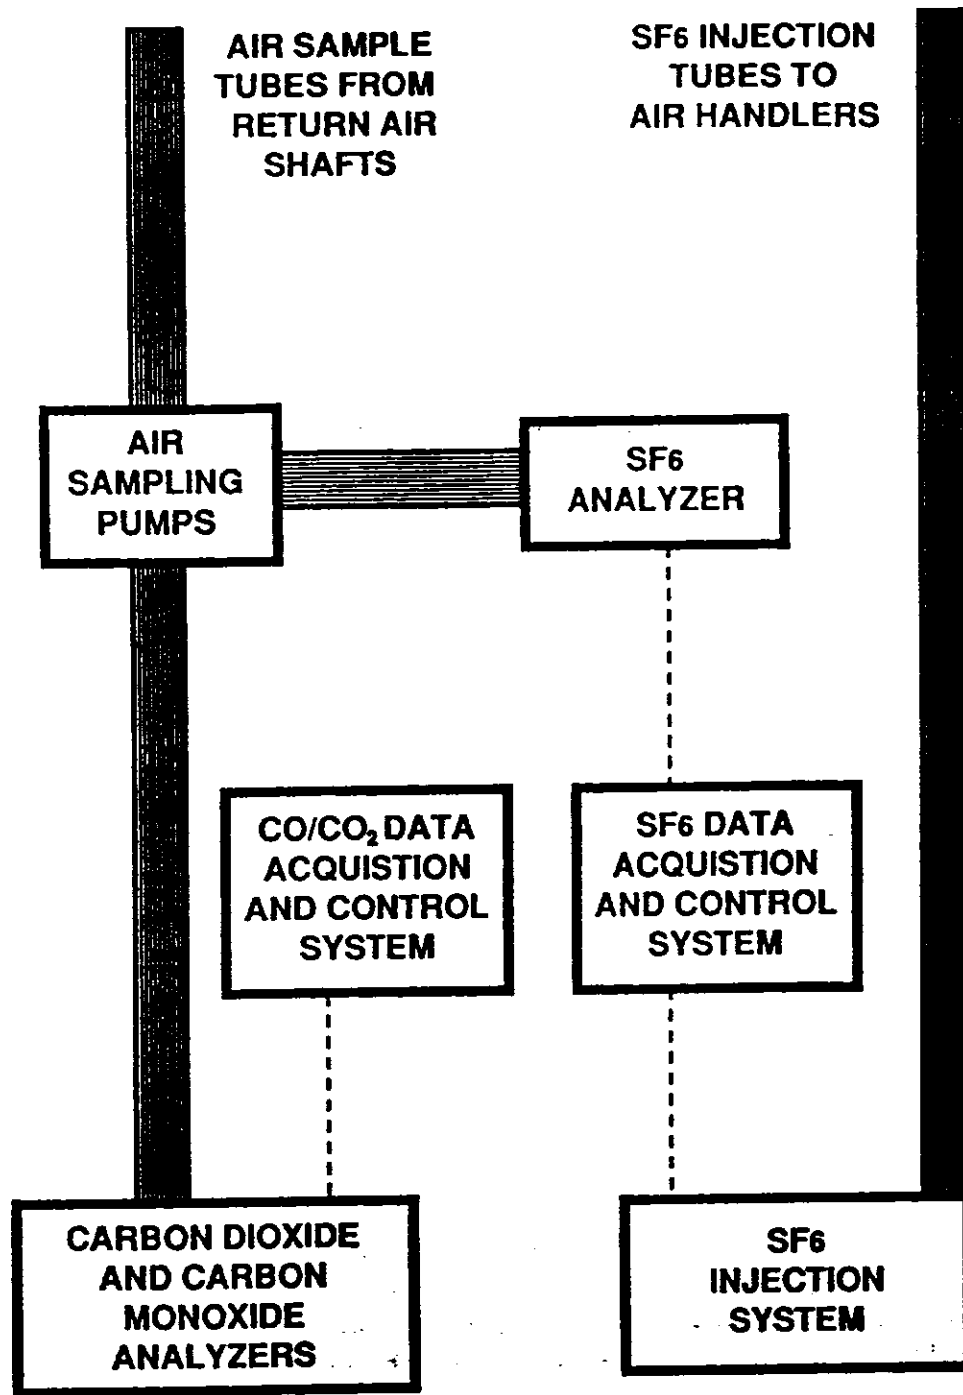 AIR SAMPLE
TUBES FROM
RETURN AIR
SHAFTS
SF6 INJECTION
TUBES TO
AIR HANDLERS
AIR
SAMPLING
PUMPS
SF6
ANALYZER
CO/CO₂ DATA
ACQUISTION
AND CONTROL
SYSTEM
SF6 DATA
ACQUISTION
AND CONTROL
SYSTEM
CARBON DIOXIDE
AND CARBON
MONOXIDE
ANALYZERS
SF6
INJECTION
SYSTEM